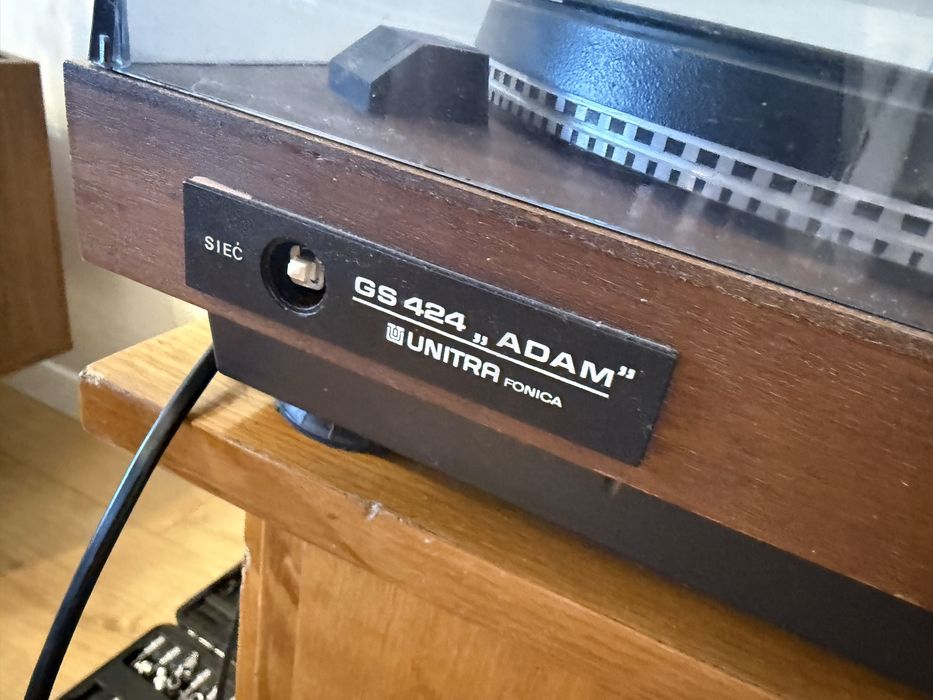 SIEĆ
GS 424 „ADAM”
UNITRA FONICA